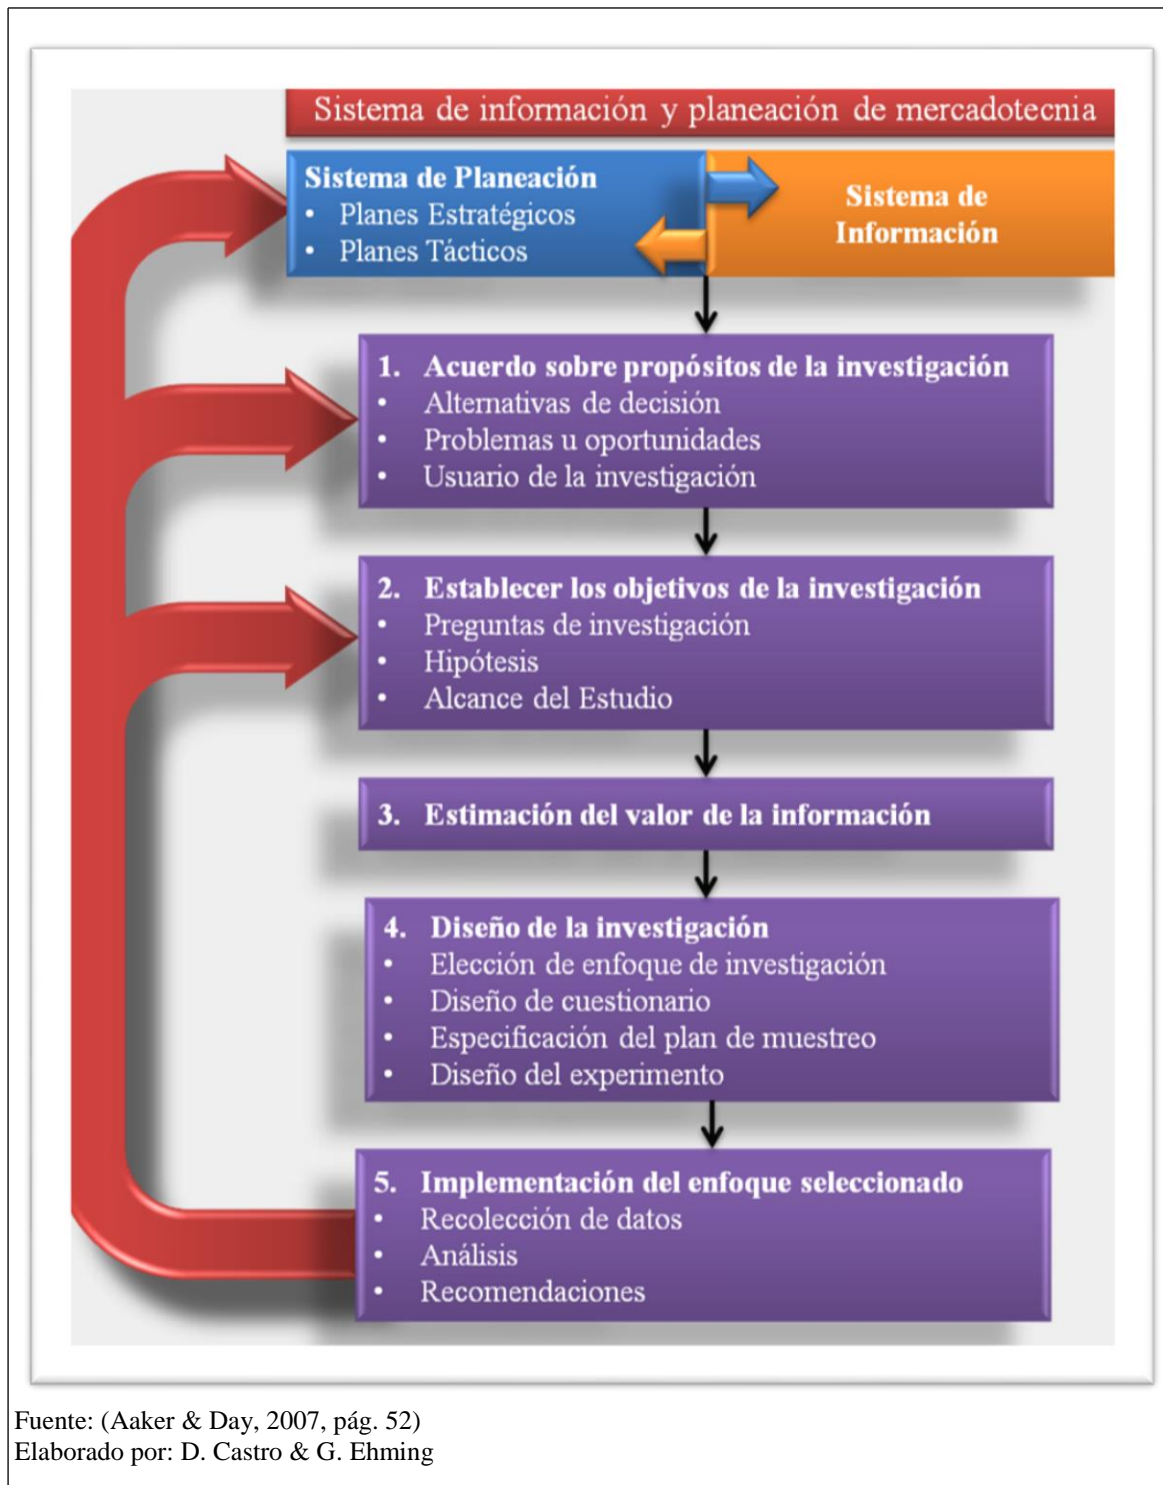 Sistema de información y planeación de mercadotecnia
Sistema de Planeación
• Planes Estratégicos
• Planes Tácticos
Sistema de
Información
1. Acuerdo sobre propósitos de la investigación
• Alternativas de decisión
• Problemas u oportunidades
• Usuario de la investigación
2. Establecer los objetivos de la investigación
• Preguntas de investigación
• Hipótesis
• Alcance del Estudio
3. Estimación del valor de la información
4. Diseño de la investigación
• Elección de enfoque de investigación
• Diseño de cuestionario
• Especificación del plan de muestreo
• Diseño del experimento
5. Implementación del enfoque seleccionado
• Recolección de datos
• Análisis
• Recomendaciones
Fuente: (Aaker & Day, 2007, pág. 52)
Elaborado por: D. Castro & G. Ehming